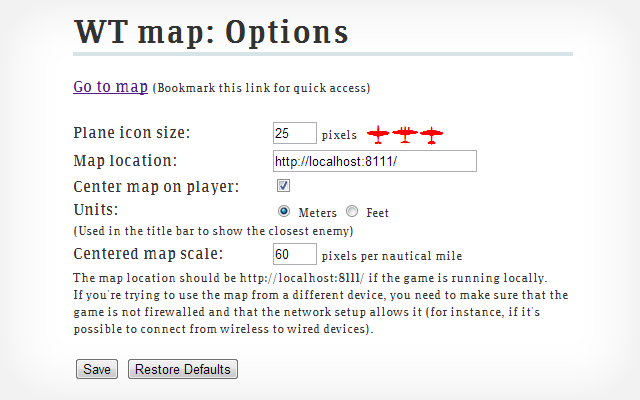 WT map: Options
Go to map (Bookmark this link for quick access)
Plane icon size: 25 pixels
Map location: http://localhost:8111/
Center map on player:
Units: Meters Feet
(Used in the title bar to show the closest enemy)
Centered map scale: 60 pixels per nautical mile
The map location should be http://localhost:8111/ if the game is running locally.
If you're trying to use the map from a different device, you need to make sure that the
game is not firewalled and that the network setup allows it (for instance, if it's
possible to connect from wireless to wired devices).
Save Restore Defaults